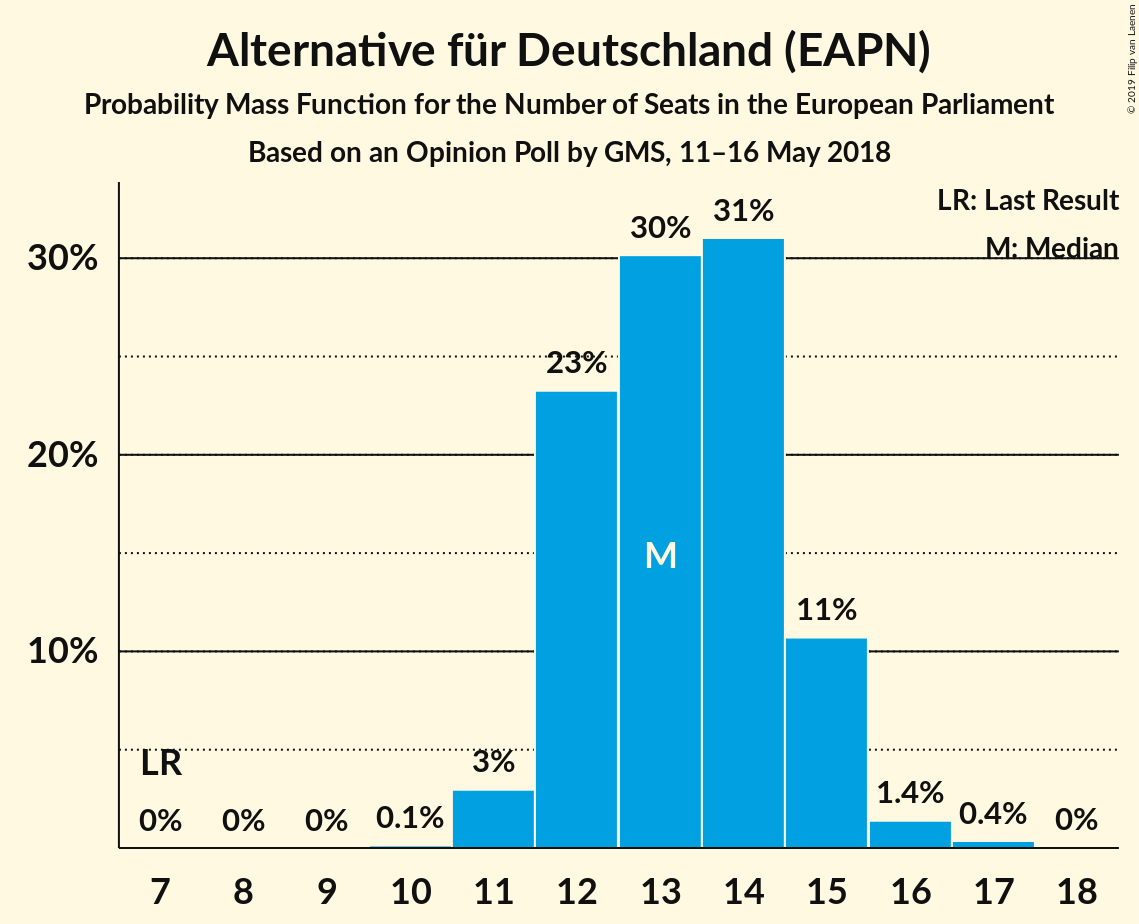 Alternative für Deutschland (EAPN)
Probability Mass Function for the Number of Seats in the European Parliament
Based on an Opinion Poll by GMS, 11–16 May 2018
© 2019 Filip van Laenen
LR: Last Result
M: Median
30%
20%
10%
LR
0%
0%
0%
0.1%
3%
23%
30%
31%
11%
1.4%
0.4%
0%
M
7 8 9 10 11 12 13 14 15 16 17 18